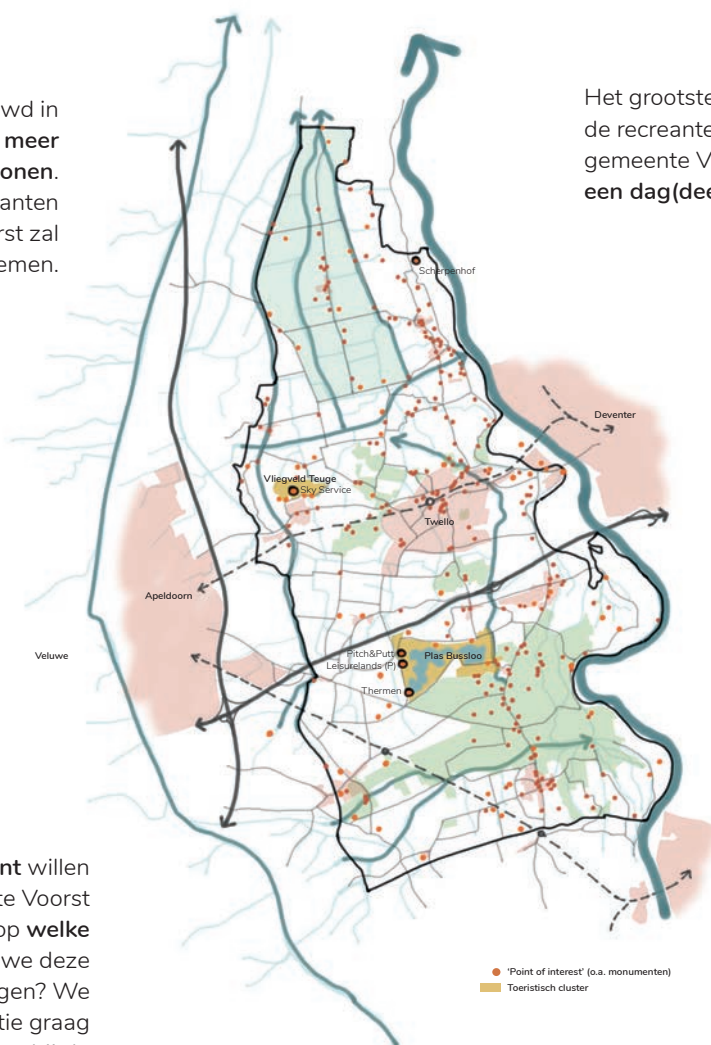 wd in
meer
onen.
anten
rst zal
emen.
Het grootste
de recreante
gemeente V
een dag(dee
Scherpenhof
Deventer
Vliegveld Teuge
Sky Service
Twello
Apeldoorn
Veluwe
Pitch&Putt
Leisurelands (P)
Plas Bussloo
Thermen
nt willen
te Voorst
op welke
we deze
gen? We
tie graag
'Point of interest' (o.a. monumenten)
Toeristisch cluster